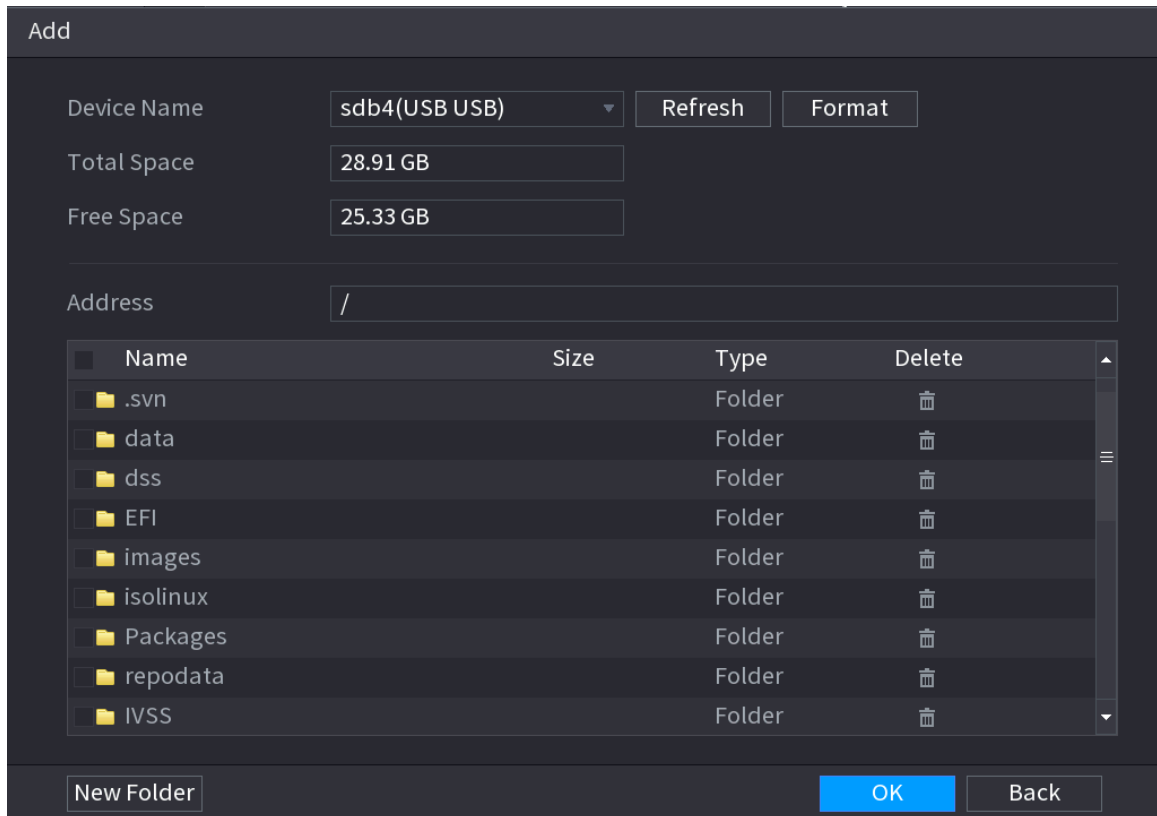 Add
Device Name sdb4(USB USB) Refresh Format
Total Space 28.91 GB
Free Space 25.33 GB
Address /
Name Size Type Delete
.svn Folder
data Folder
dss Folder
EFI Folder
images Folder
isolinux Folder
Packages Folder
repodata Folder
IVSS Folder
New Folder OK Back